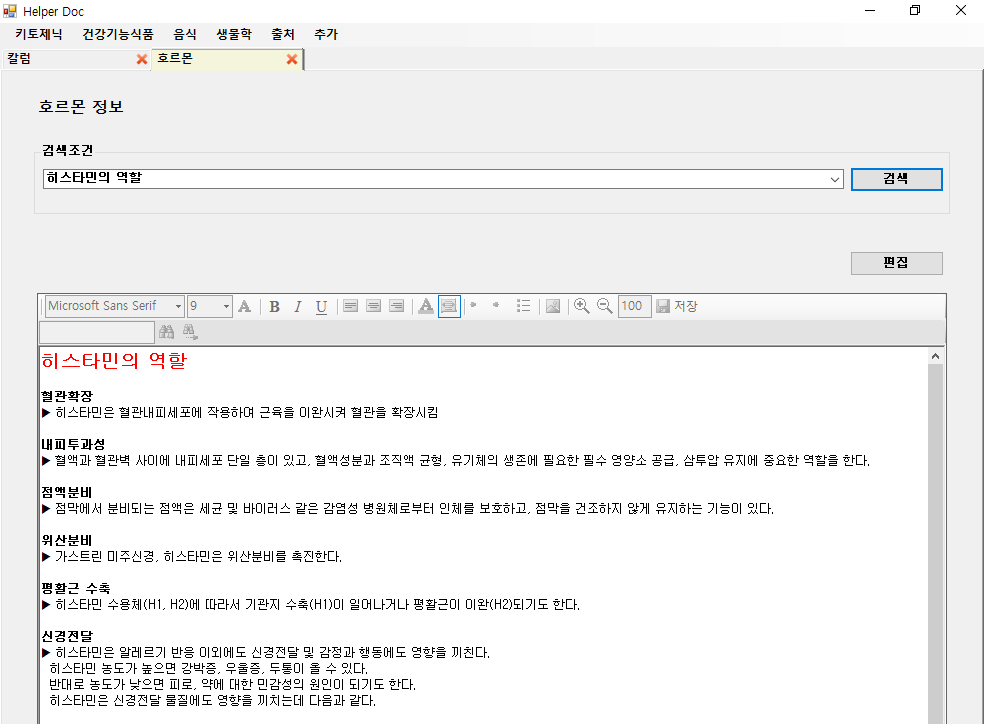 Helper Doc
키토제닉 건강기능식품 음식 생물학 출처 추가
칼럼 호르몬
호르몬 정보
검색조건
히스타민의 역할 검색
편집
Microsoft Sans Serif 9 A B I U A 100 저장
히스타민의 역할
혈관확장
▶ 히스타민은 혈관내피세포에 작용하여 근육을 이완시켜 혈관을 확장시킴
내피투과성
▶ 혈액과 혈관벽 사이에 내피세포 단일 층이 있고, 혈액성분과 조직액 균형, 유기체의 생존에 필요한 필수 영양소 공급, 삼투압 유지에 중요한 역할을 한다.
점액분비
▶ 점막에서 분비되는 점액은 세균 및 바이러스 같은 감염성 병원체로부터 인체를 보호하고, 점막을 건조하지 않게 유지하는 기능이 있다.
위산분비
▶ 가스트린 미주신경, 히스타민은 위산분비를 촉진한다.
평활근 수축
▶ 히스타민 수용체(H1, H2)에 따라서 기관지 수축(H1)이 일어나거나 평활근이 이완(H2)되기도 한다.
신경전달
▶ 히스타민은 알레르기 반응 이외에도 신경전달 및 감정과 행동에도 영향을 끼친다.
히스타민 농도가 높으면 강박증, 우울증, 두통이 올 수 있다.
반대로 농도가 낮으면 피로, 약에 대한 민감성의 원인이 되기도 한다.
히스타민은 신경전달 물질에도 영향을 끼치는데 다음과 같다.